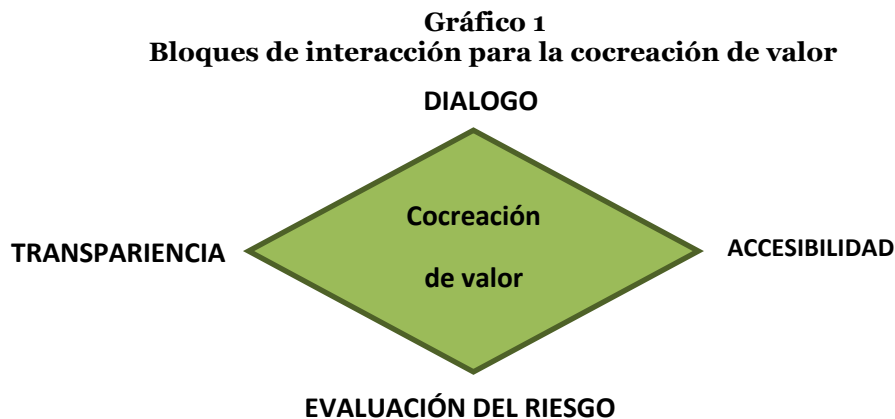 Gráfico 1
Bloques de interacción para la cocreación de valor
DIALOGO
Cocreación
TRANSPARIENCIA
ACCESIBILIDAD
de valor
EVALUACIÓN DEL RIESGO